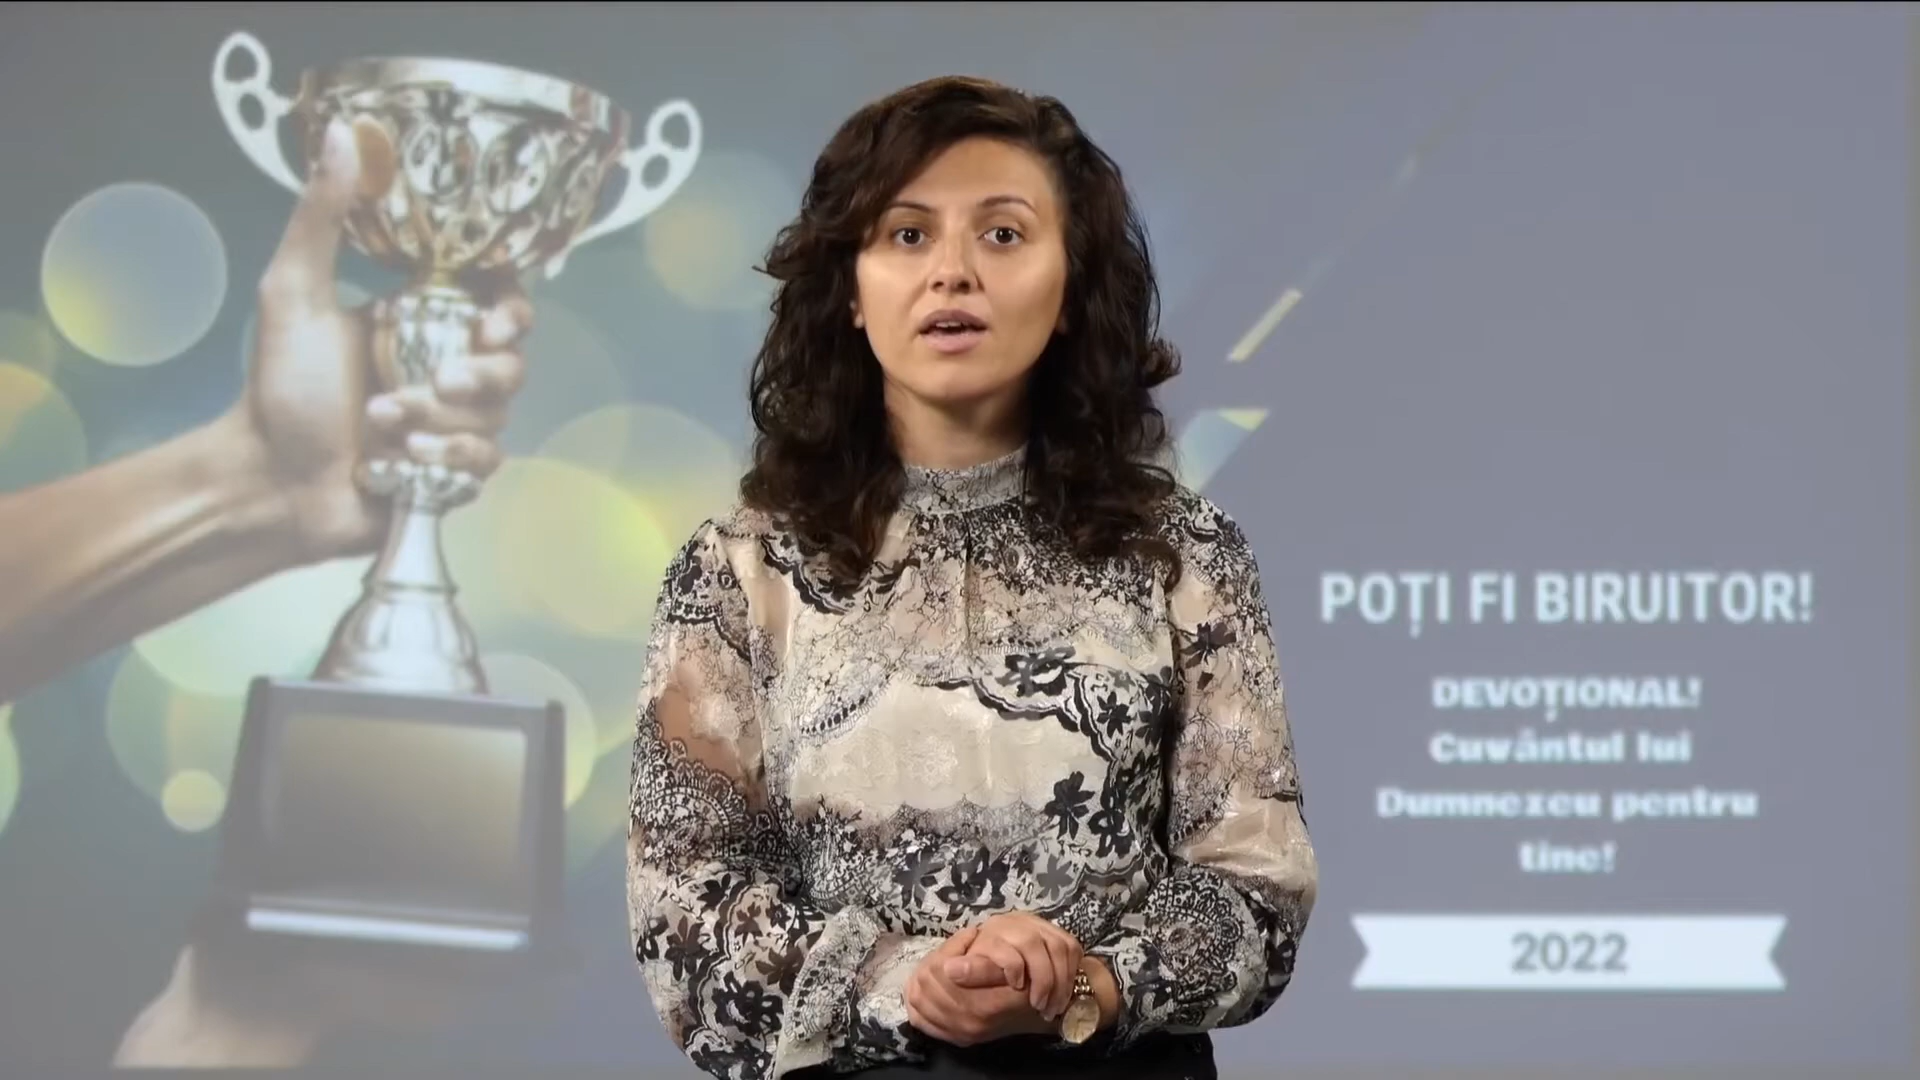 POȚI FI BIRUITOR!
DEVOȚIONAL!
Cuvântul lui
Dumnezeu pentru
tine!
2022